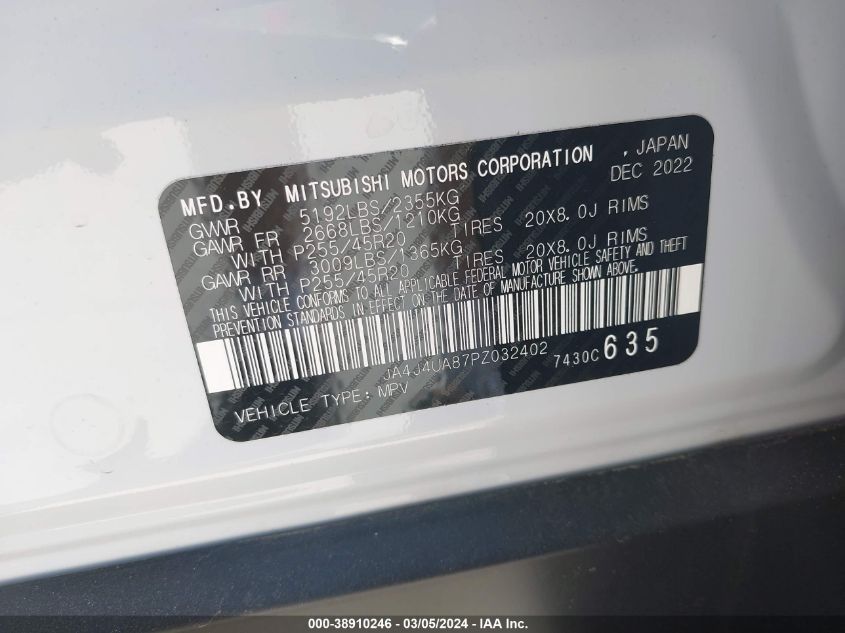 MFD.BY MITSUBISHI MOTORS CORPORATION , JAPAN
GVWR 5192LBS/2355KG DEC 2022
GAWR FR 2668LBS/1210KG
WITH P255/45R20 TIRES 20X8.0J RIMS
GAWR RR 3009LBS/1365KG
WITH P255/45R20 TIRES 20X8.0J RIMS
THIS VEHICLE CONFORMS TO ALL APPLICABLE FEDERAL MOTOR VEHICLE SAFETY AND THEFT
PREVENTION STANDARDS IN EFFECT ON THE DATE OF MANUFACTURE SHOWN ABOVE.
JA4J4UA87PZ032402 7430C 635
VEHICLE TYPE: MPV
000-38910246 - 03/05/2024 - IAA Inc.